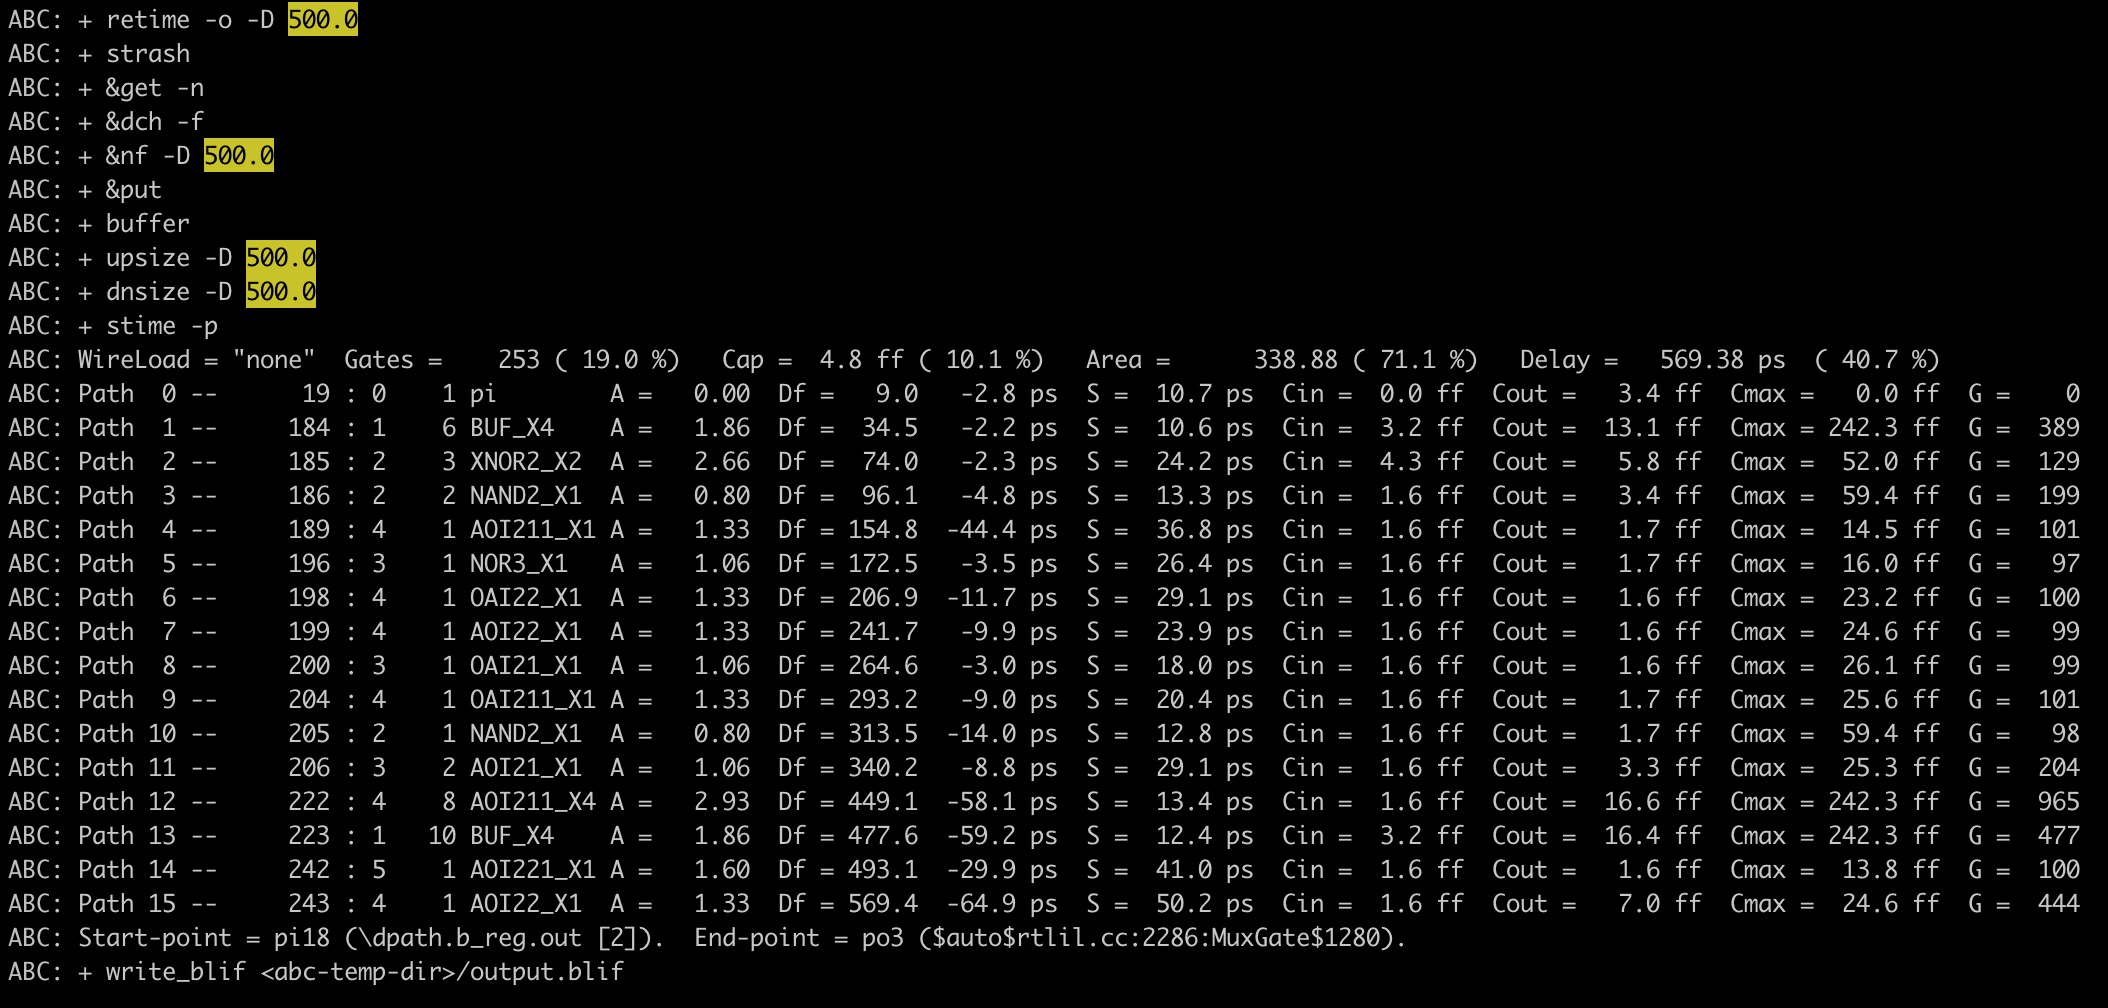 ABC: + retime -o -D 500.0
ABC: + strash
ABC: + &get -n
ABC: + &dch -f
ABC: + &nf -D 500.0
ABC: + &put
ABC: + buffer
ABC: + upsize -D 500.0
ABC: + dnsize -D 500.0
ABC: + stime -p
ABC: WireLoad = "none"  Gates =    253 ( 19.0 %)   Cap =  4.8 ff ( 10.1 %)   Area =      338.88 ( 71.1 %)   Delay =   569.38 ps  ( 40.7 %)
ABC: Path  0 --      19 : 0    1 pi        A =   0.00  Df =   9.0   -2.8 ps  S =  10.7 ps  Cin =  0.0 ff  Cout =   3.4 ff  Cmax =   0.0 ff  G =    0
ABC: Path  1 --     184 : 1    6 BUF_X4    A =   1.86  Df =  34.5   -2.2 ps  S =  10.6 ps  Cin =  3.2 ff  Cout =  13.1 ff  Cmax = 242.3 ff  G =  389
ABC: Path  2 --     185 : 2    3 XNOR2_X2  A =   2.66  Df =  74.0   -2.3 ps  S =  24.2 ps  Cin =  4.3 ff  Cout =   5.8 ff  Cmax =  52.0 ff  G =  129
ABC: Path  3 --     186 : 2    2 NAND2_X1  A =   0.80  Df =  96.1   -4.8 ps  S =  13.3 ps  Cin =  1.6 ff  Cout =   3.4 ff  Cmax =  59.4 ff  G =  199
ABC: Path  4 --     189 : 4    1 AOI211_X1 A =   1.33  Df = 154.8  -44.4 ps  S =  36.8 ps  Cin =  1.6 ff  Cout =   1.7 ff  Cmax =  14.5 ff  G =  101
ABC: Path  5 --     196 : 3    1 NOR3_X1   A =   1.06  Df = 172.5   -3.5 ps  S =  26.4 ps  Cin =  1.6 ff  Cout =   1.7 ff  Cmax =  16.0 ff  G =   97
ABC: Path  6 --     198 : 4    1 OAI22_X1  A =   1.33  Df = 206.9  -11.7 ps  S =  29.1 ps  Cin =  1.6 ff  Cout =   1.6 ff  Cmax =  23.2 ff  G =  100
ABC: Path  7 --     199 : 4    1 AOI22_X1  A =   1.33  Df = 241.7   -9.9 ps  S =  23.9 ps  Cin =  1.6 ff  Cout =   1.6 ff  Cmax =  24.6 ff  G =   99
ABC: Path  8 --     200 : 3    1 OAI21_X1  A =   1.06  Df = 264.6   -3.0 ps  S =  18.0 ps  Cin =  1.6 ff  Cout =   1.6 ff  Cmax =  26.1 ff  G =   99
ABC: Path  9 --     204 : 4    1 OAI211_X1 A =   1.33  Df = 293.2   -9.0 ps  S =  20.4 ps  Cin =  1.6 ff  Cout =   1.7 ff  Cmax =  25.6 ff  G =  101
ABC: Path 10 --     205 : 2    1 NAND2_X1  A =   0.80  Df = 313.5  -14.0 ps  S =  12.8 ps  Cin =  1.6 ff  Cout =   1.7 ff  Cmax =  59.4 ff  G =   98
ABC: Path 11 --     206 : 3    2 AOI21_X1  A =   1.06  Df = 340.2   -8.8 ps  S =  29.1 ps  Cin =  1.6 ff  Cout =   3.3 ff  Cmax =  25.3 ff  G =  204
ABC: Path 12 --     222 : 4    8 AOI211_X4 A =   2.93  Df = 449.1  -58.1 ps  S =  13.4 ps  Cin =  1.6 ff  Cout =  16.6 ff  Cmax = 242.3 ff  G =  965
ABC: Path 13 --     223 : 1   10 BUF_X4    A =   1.86  Df = 477.6  -59.2 ps  S =  12.4 ps  Cin =  3.2 ff  Cout =  16.4 ff  Cmax = 242.3 ff  G =  477
ABC: Path 14 --     242 : 5    1 AOI221_X1 A =   1.60  Df = 493.1  -29.9 ps  S =  41.0 ps  Cin =  1.6 ff  Cout =   1.6 ff  Cmax =  13.8 ff  G =  100
ABC: Path 15 --     243 : 4    1 AOI22_X1  A =   1.33  Df = 569.4  -64.9 ps  S =  50.2 ps  Cin =  1.6 ff  Cout =   7.0 ff  Cmax =  24.6 ff  G =  444
ABC: Start-point = pi18 (\dpath.b_reg.out [2]).  End-point = po3 ($auto$rtlil.cc:2286:MuxGate$1280).
ABC: + write_blif <abc-temp-dir>/output.blif